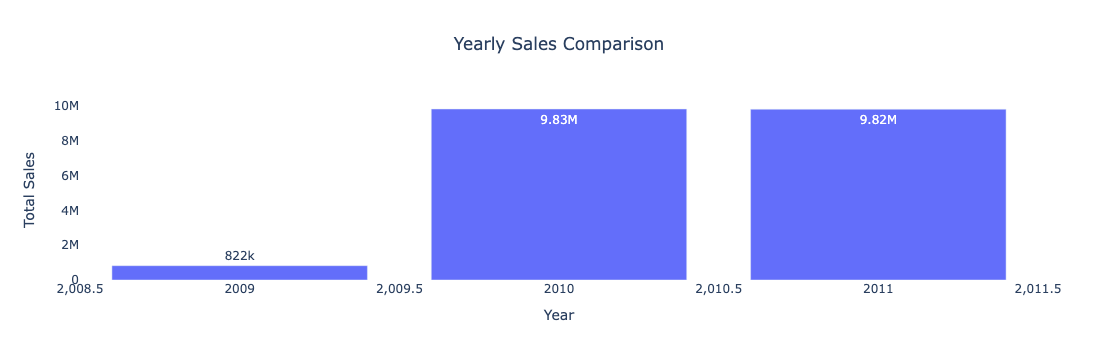 Yearly Sales Comparison
10M
9.83M
9.82M
8M
6M
Total Sales
4M
2M
822k
0
2,008.5
2009
2,009.5
2010
2,010.5
2011
2,011.5
Year